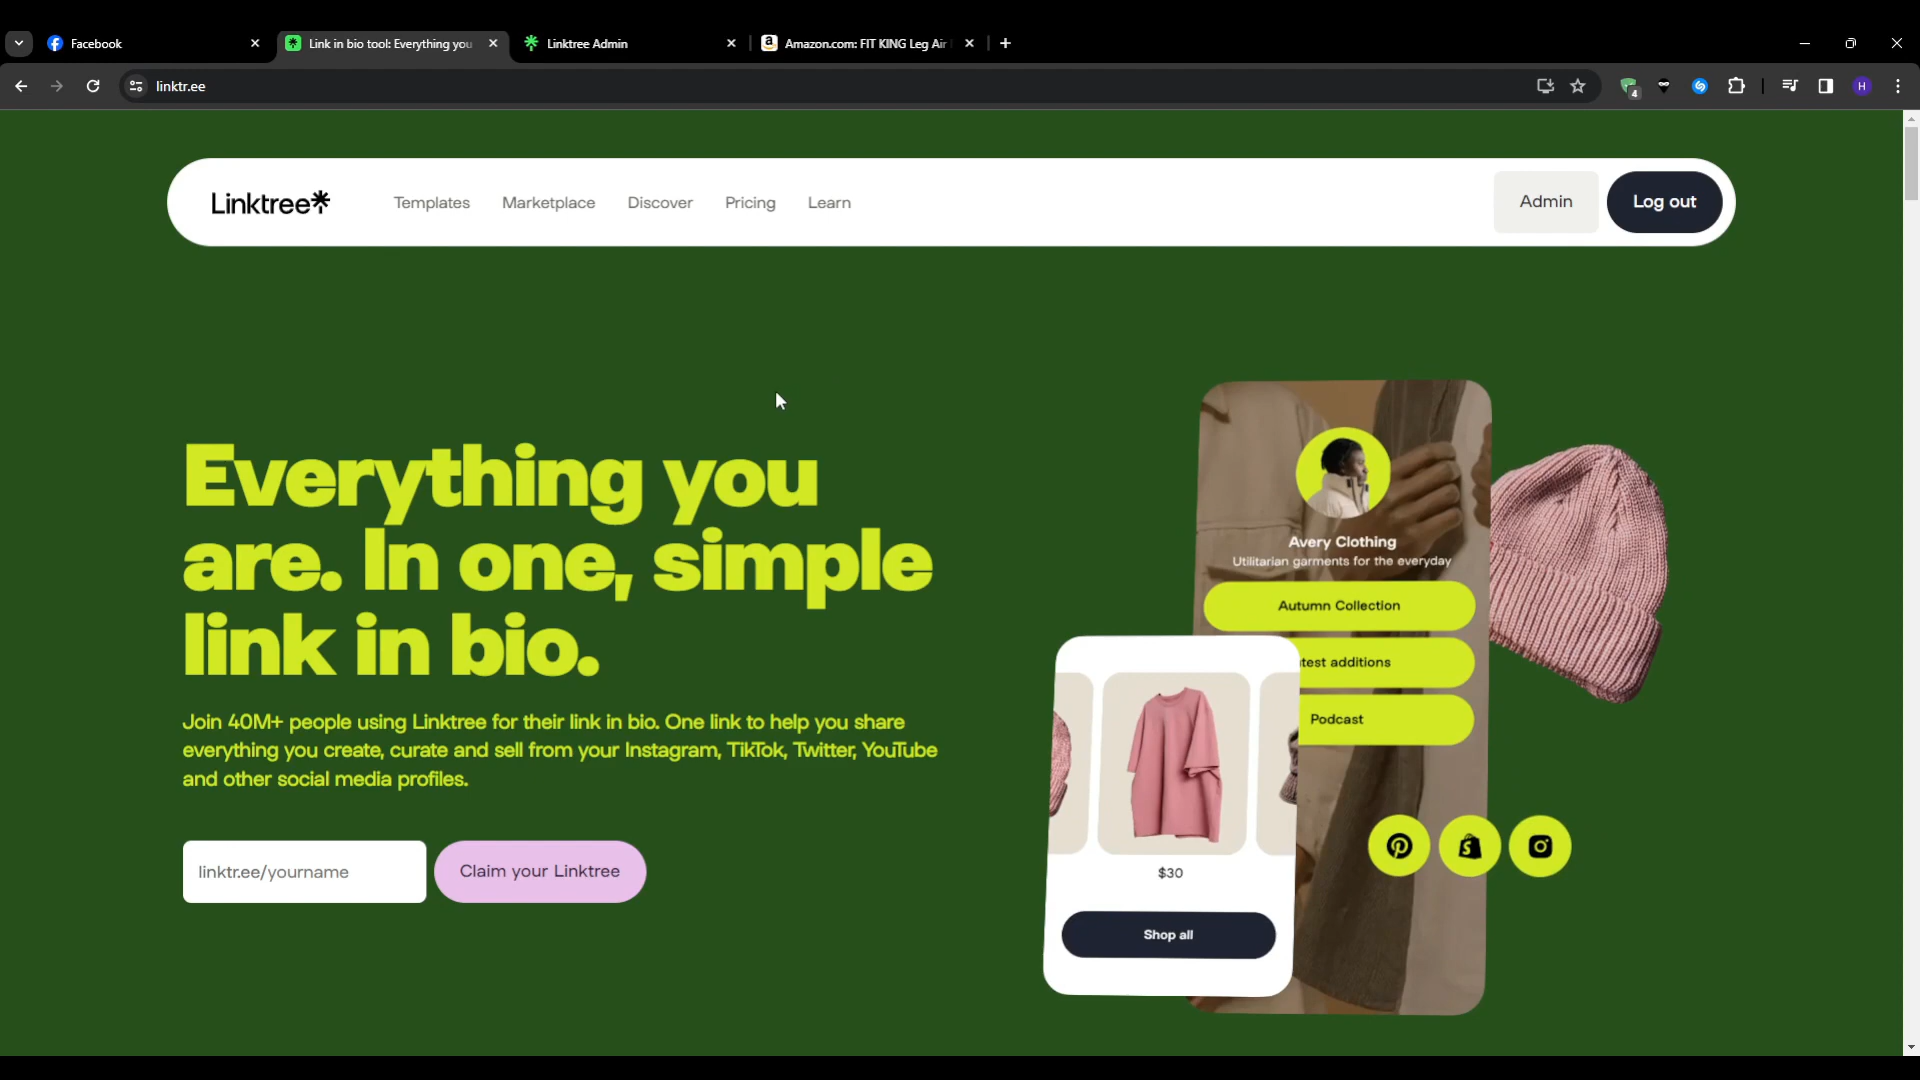 Facebook
Link in bio tool: Everything you
Linktree Admin
Amazon.com: FIT KING Leg Air
linktr.ee
4
H
Linktree
Templates
Marketplace
Discover
Pricing
Learn
Admin
Log out
Everything you
are. In one, simple
link in bio.
Join 40M+ people using Linktree for their link in bio. One link to help you share
everything you create, curate and sell from your Instagram, TikTok, Twitter, YouTube
and other social media profiles.
linktr.ee/yourname
Claim your Linktree
Avery Clothing
Utilitarian garments for the everyday
Autumn Collection
test additions
Podcast
$30
Shop all